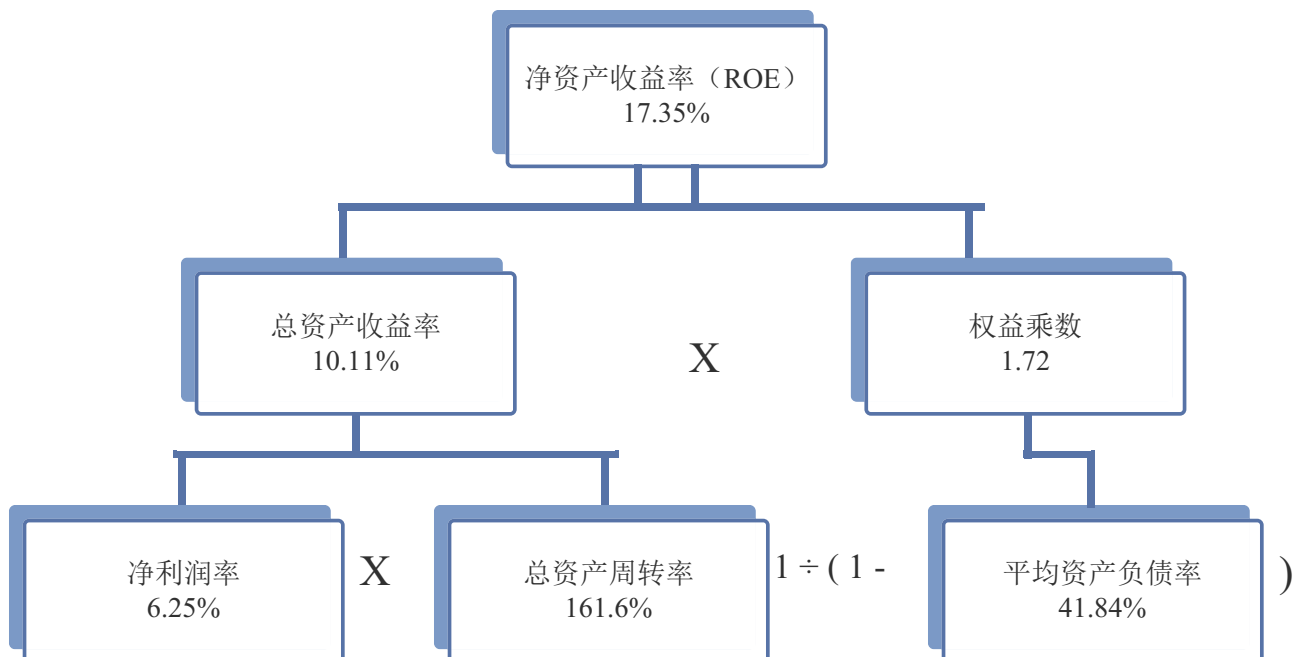 净资产收益率（ROE）
17.35%
总资产收益率
10.11%
X
权益乘数
1.72
净利润率
6.25%
X
总资产周转率
161.6%
1 ÷ ( 1 -
平均资产负债率
41.84%
)